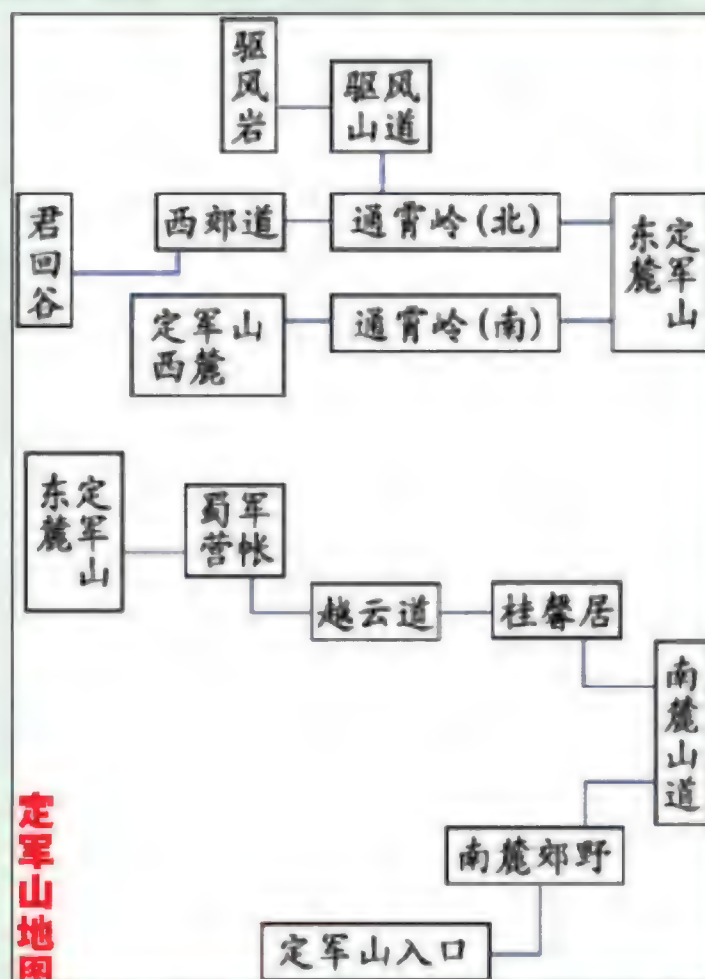 驱风岩
驱风
山道
君回谷
西郊道
通霄岭(北)
定军山
东麓
定军山
西麓
通霄岭(南)
定军山
东麓
蜀军
营帐
越云道
桂馨居
南麓山道
南麓郊野
定军山入口
定军山地图